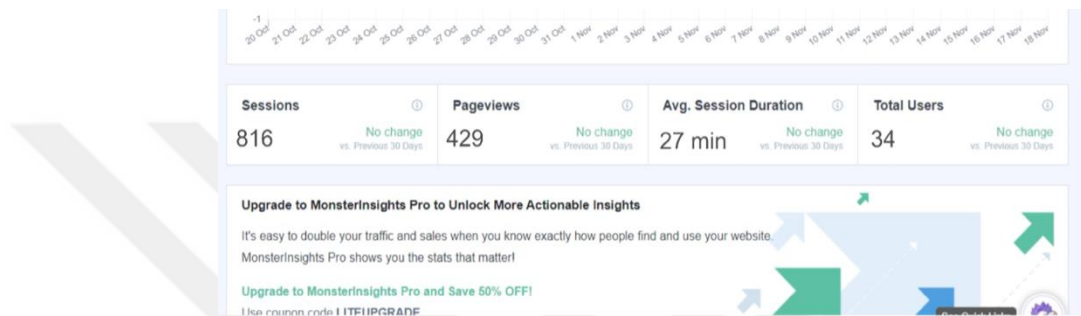 -1
20 Oct 21 Oct 22 Oct 23 Oct 24 Oct 25 Oct 26 Oct 27 Oct 28 Oct 29 Oct 30 Oct 31 Oct 1 Nov 2 Nov 3 Nov 4 Nov 5 Nov 6 Nov 7 Nov 8 Nov 9 Nov 10 Nov 11 Nov 12 Nov 13 Nov 14 Nov 15 Nov 16 Nov 17 Nov 18 Nov
Sessions Pageviews Avg. Session Duration Total Users
816 No change 429 No change 27 min No change 34 No change
vs. Previous 30 Days vs. Previous 30 Days vs. Previous 30 Days vs. Previous 30 Days
Upgrade to MonsterInsights Pro to Unlock More Actionable Insights
It's easy to double your traffic and sales when you know exactly how people find and use your website.
MonsterInsights Pro shows you the stats that matter!
Upgrade to MonsterInsights Pro and Save 50% OFF!
Use coupon code LITEUPGRADE
See Quick Links